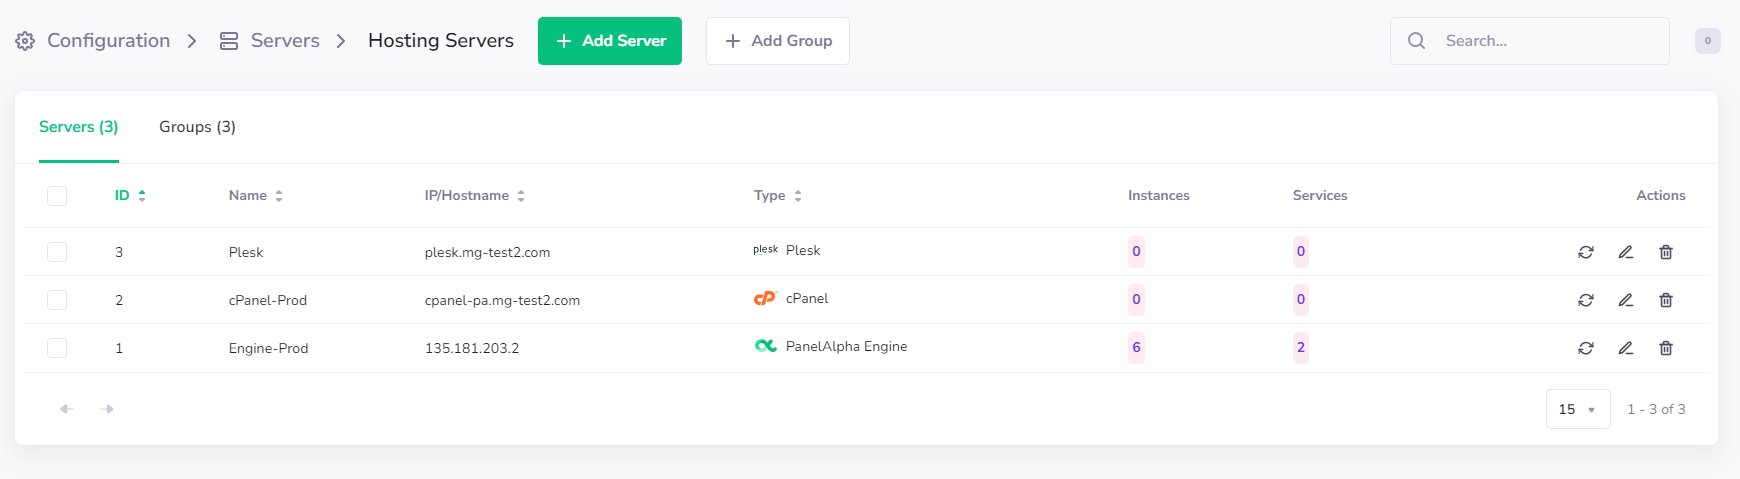 Configuration > Servers > Hosting Servers + Add Server + Add Group Search... 0
Servers (3) Groups (3)
ID Name IP/Hostname Type Instances Services Actions
3 Plesk plesk.mg-test2.com plesk Plesk 0 0
2 cPanel-Prod cpanel-pa.mg-test2.com cP cPanel 0 0
1 Engine-Prod 135.181.203.2 PanelAlpha Engine 6 2
15 1 - 3 of 3